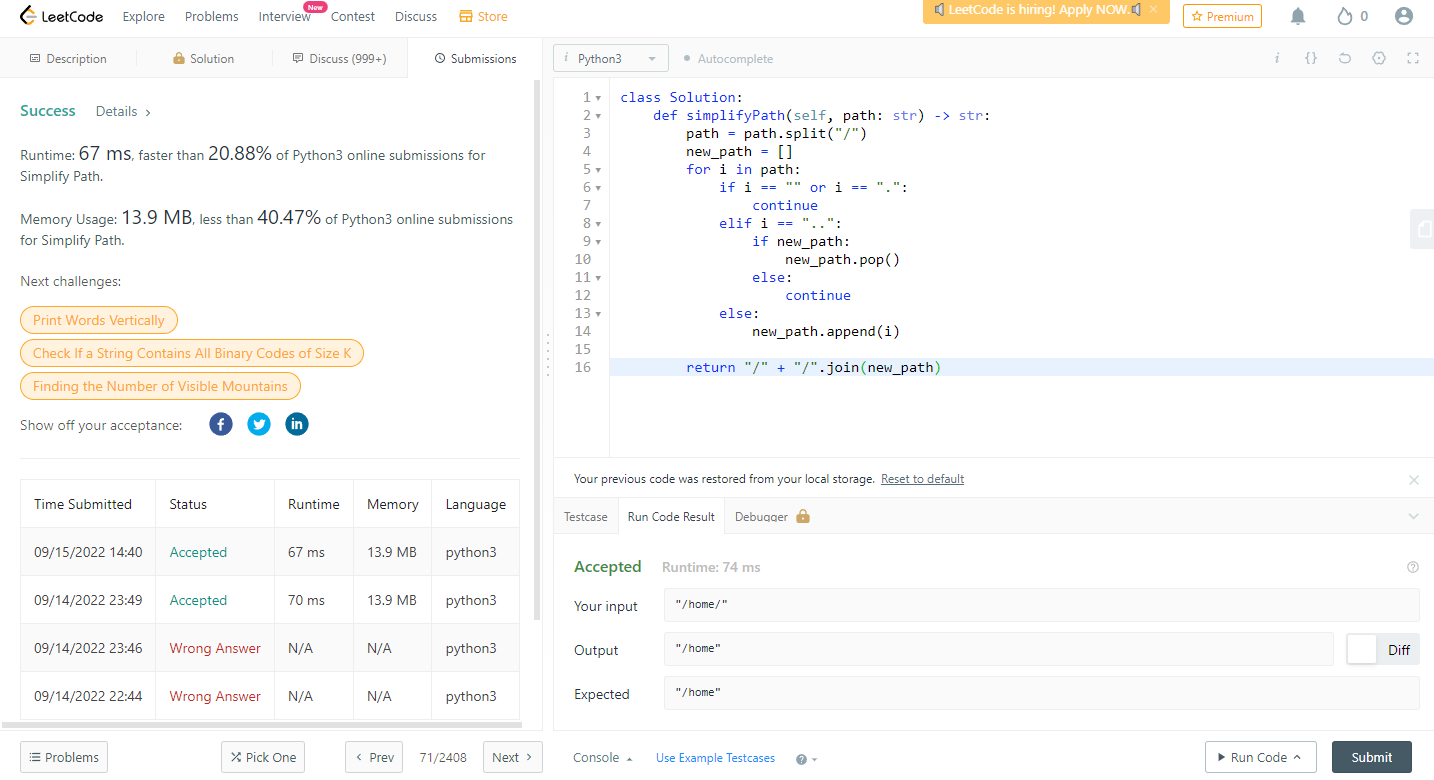 LeetCode Explore Problems Interview New Contest Discuss Store
LeetCode is hiring! Apply NOW. ×
Premium
0
Description Solution Discuss (999+) Submissions
Success Details >
Runtime: 67 ms, faster than 20.88% of Python3 online submissions for
Simplify Path.
Memory Usage: 13.9 MB, less than 40.47% of Python3 online submissions
for Simplify Path.
Next challenges:
Print Words Vertically
Check If a String Contains All Binary Codes of Size K
Finding the Number of Visible Mountains
Show off your acceptance:
Time Submitted Status Runtime Memory Language
09/15/2022 14:40 Accepted 67 ms 13.9 MB python3
09/14/2022 23:49 Accepted 70 ms 13.9 MB python3
09/14/2022 23:46 Wrong Answer N/A N/A python3
09/14/2022 22:44 Wrong Answer N/A N/A python3
Problems Pick One < Prev 71/2408 Next >
i Python3 Autocomplete i {}
1 class Solution:
2     def simplifyPath(self, path: str) -> str:
3         path = path.split("/")
4         new_path = []
5         for i in path:
6             if i == "" or i == ".":
7                 continue
8             elif i == "..":
9                 if new_path:
10                     new_path.pop()
11                 else:
12                     continue
13             else:
14                 new_path.append(i)
15
16         return "/" + "/".join(new_path)
Your previous code was restored from your local storage. Reset to default
Testcase Run Code Result Debugger
Accepted Runtime: 74 ms
Your input "/home/"
Output "/home" Diff
Expected "/home"
Console Use Example Testcases ? Run Code Submit